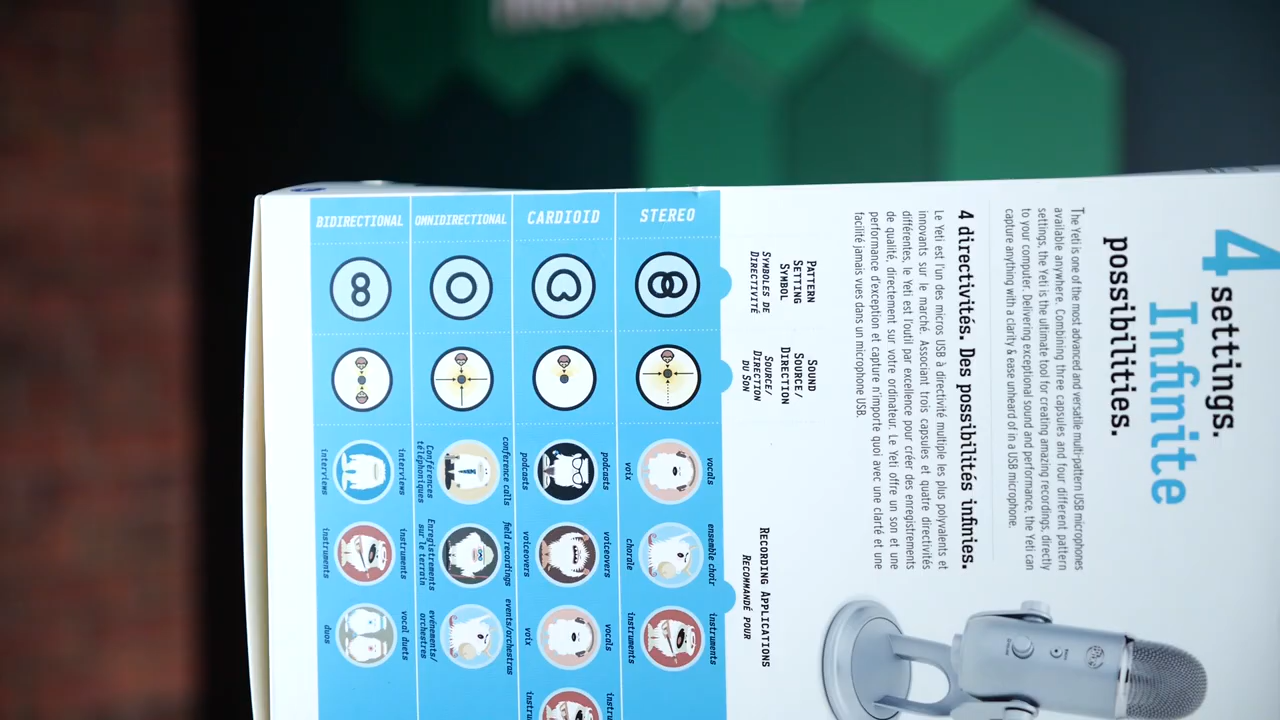 4 settings.
Infinite
possibilities.
The Yeti is one of the most advanced and versatile multi-pattern USB microphones
available anywhere. Combining three capsules and four different pattern
settings, the Yeti is the ultimate tool for creating amazing recordings, directly
to your computer. Delivering exceptional sound and performance, the Yeti can
capture anything with a clarity & ease unheard of in a USB microphone.
4 directivités. Des possibilités infinies.
Le Yeti est l'un des micros USB à directivité multiple les plus polyvalents et
innovants sur le marché. Associant trois capsules et quatre directivités
différentes, le Yeti est l'outil par excellence pour créer des enregistrements
de qualité, directement sur votre ordinateur. Le Yeti offre un son et une
performance d'exception et capture n'importe quoi avec une clarté et une
facilité jamais vues dans un microphone USB.
PATTERN
SETTING
SYMBOL
SYMBOLES DE
DIRECTIVITÉ
SOUND
SOURCE/
DIRECTION
SOURCE/
DIRECTION
DU SON
RECORDING APPLICATIONS
RECOMMANDÉ POUR
STEREO
vocals
voix
ensemble choir
chorale
instruments
instruments
CARDIOID
podcasts
podcasts
voiceovers
voiceovers
vocals
voix
instru
instru
OMNIDIRECTIONAL
conference calls
Conférences
téléphoniques
field recordings
Enregistrements
sur le terrain
events/orchestras
evénements/
orchestres
BIDIRECTIONAL
interviews
interviews
instruments
instruments
vocal duets
duos